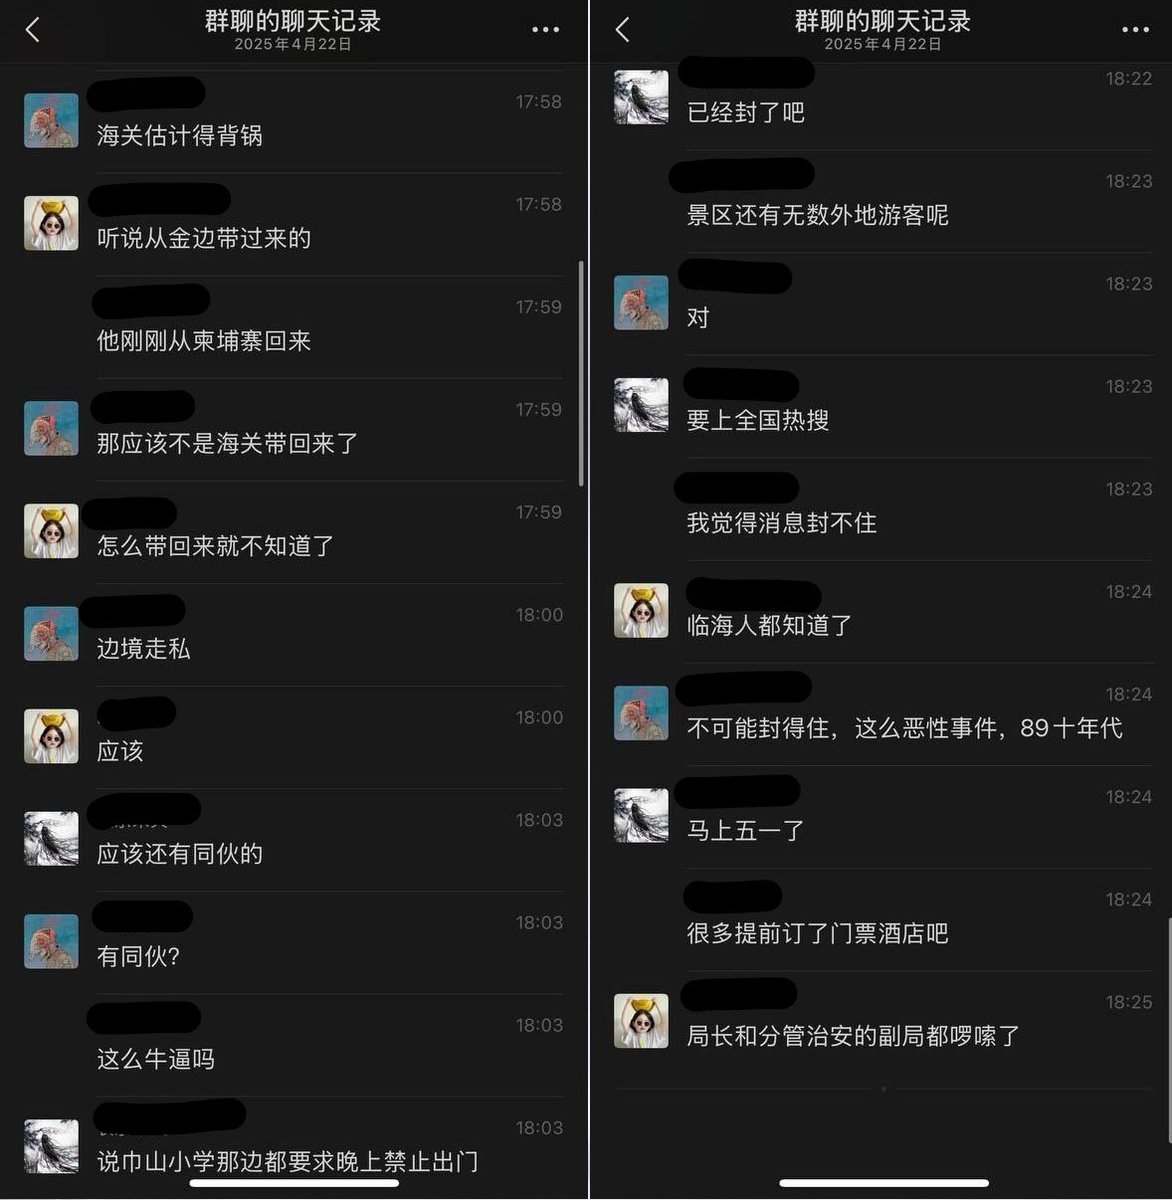 群聊的聊天记录
2025年4月22日
17:58
海关估计得背锅
17:58
听说从金边带过来的
17:59
他刚刚从柬埔寨回来
17:59
那应该不是海关带回来了
17:59
怎么带回来就不知道了
18:00
边境走私
18:00
应该
18:03
应该还有同伙的
18:03
有同伙?
18:03
这么牛逼吗
18:03
说巾山小学那边都要求晚上禁止出门
群聊的聊天记录
2025年4月22日
18:22
已经封了吧
18:23
景区还有无数外地游客呢
18:23
对
18:23
要上全国热搜
18:23
我觉得消息封不住
18:24
临海人都知道了
18:24
不可能封得住，这么恶性事件，89十年代
18:24
马上五一了
18:24
很多提前订了门票酒店吧
18:25
局长和分管治安的副局都啰嗦了